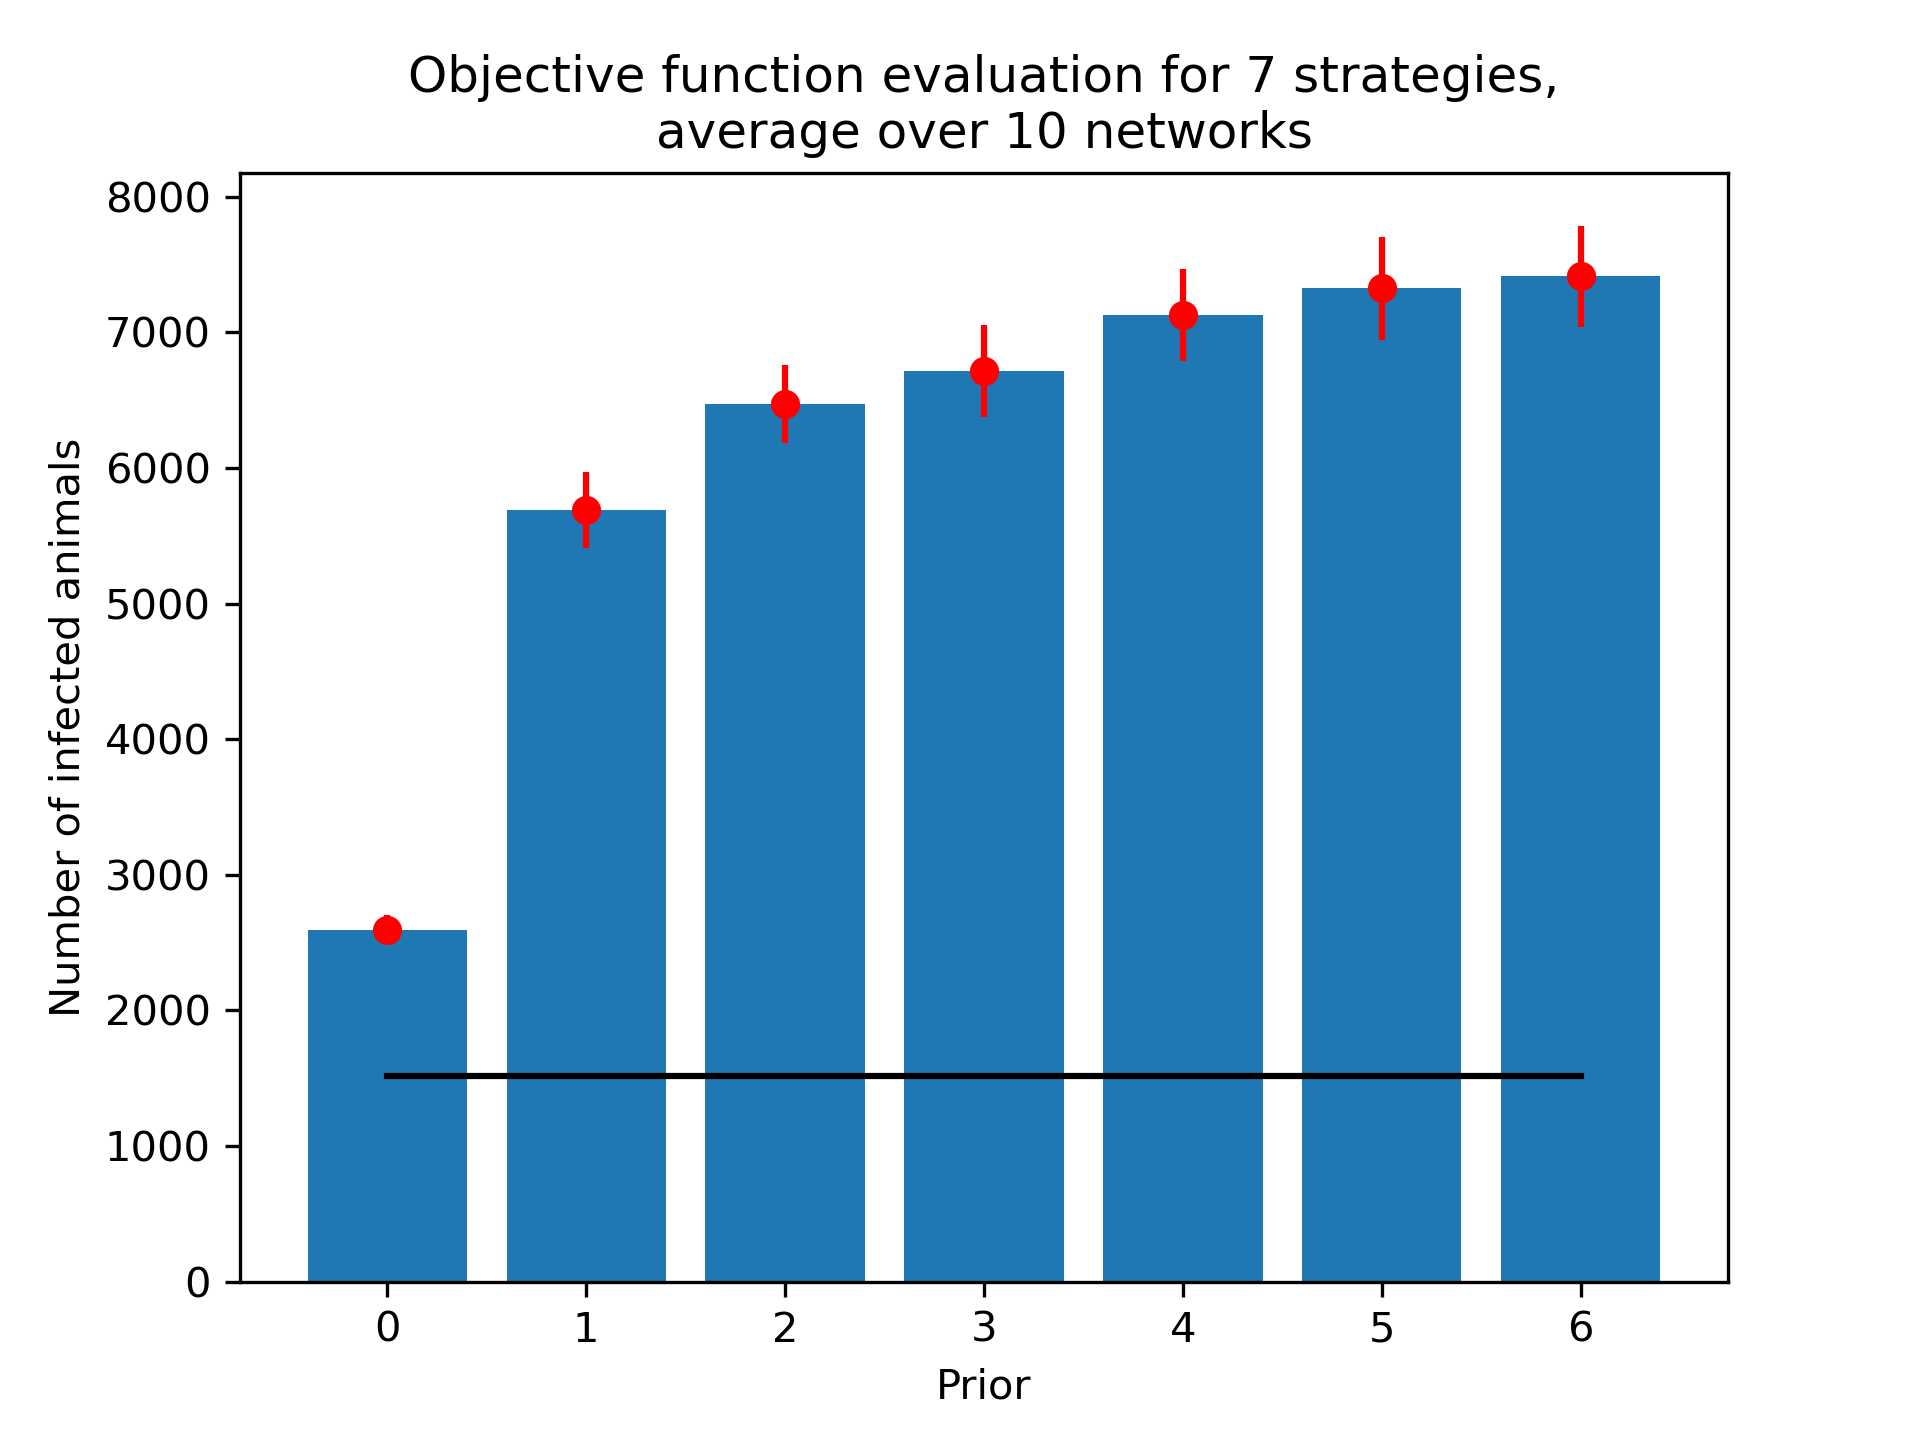 Objective function evaluation for 7 strategies,
average over 10 networks
Number of infected animals
8000
7000
6000
5000
4000
3000
2000
1000
0
0 1 2 3 4 5 6
Prior